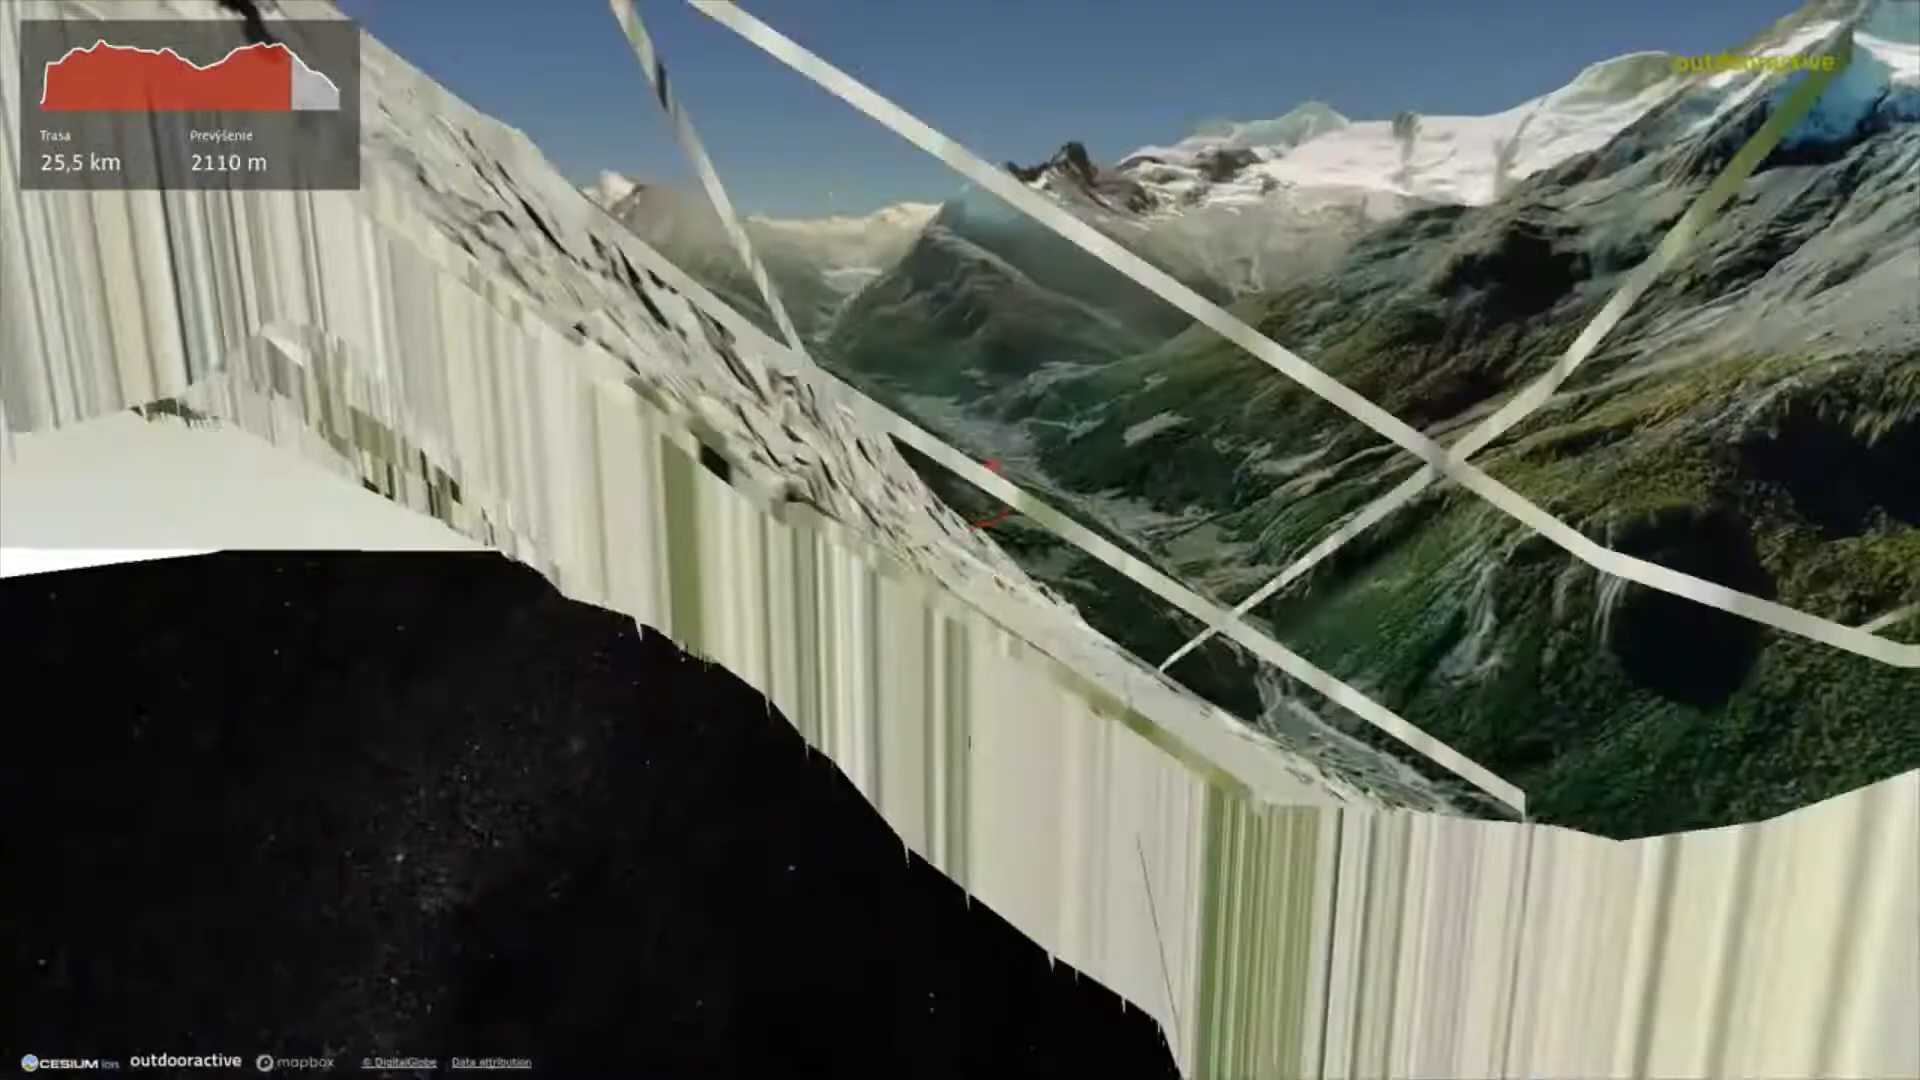 outdooractive
Trasa
Prevýšenie
25,5 km
2110 m
CESIUM ion
outdooractive
mapbox
© DigitalGlobe
Data attribution